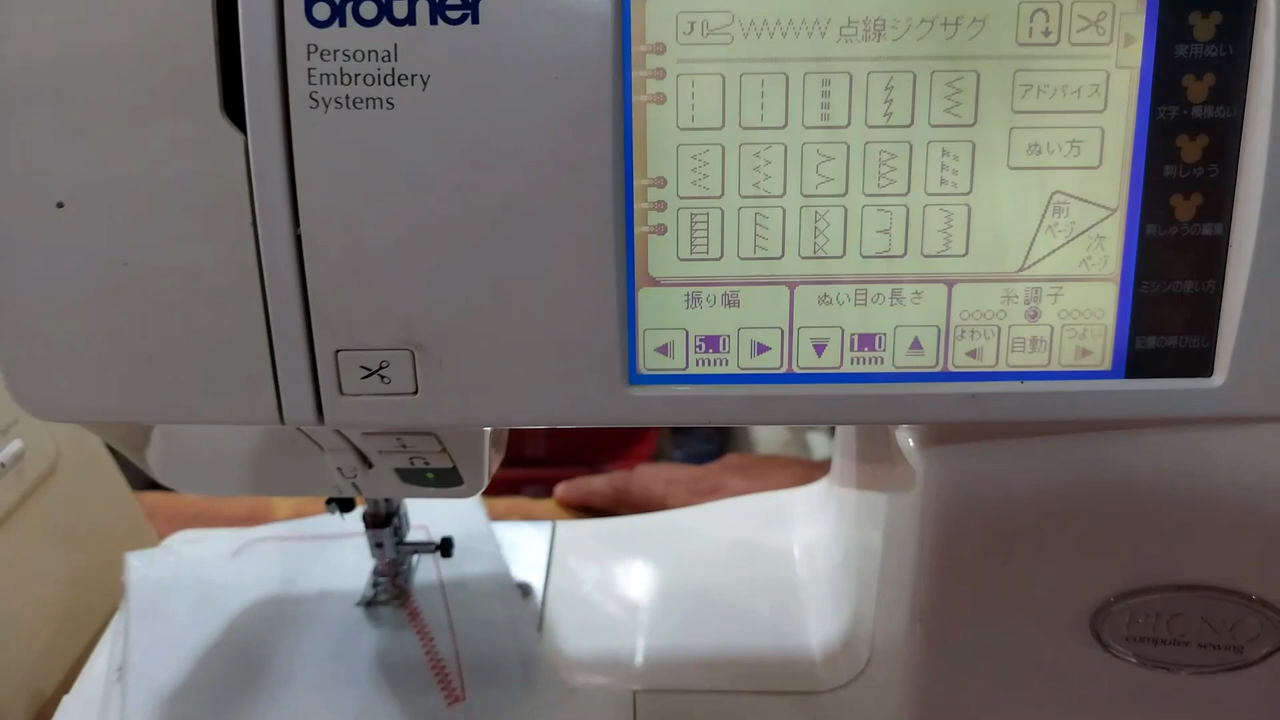 brother
Personal
Embroidery
Systems
J
点線ジグザグ
アドバイス
ぬい方
前
ページ
次
ページ
振り幅
5.0
mm
ぬい目の長さ
1.0
mm
糸調子
よわい
自動
つよい
実用ぬい
文字・模様ぬい
刺しゅう
刺しゅうの編集
ミシンの使い方
記憶の呼び出し
PICNO
computer sewing